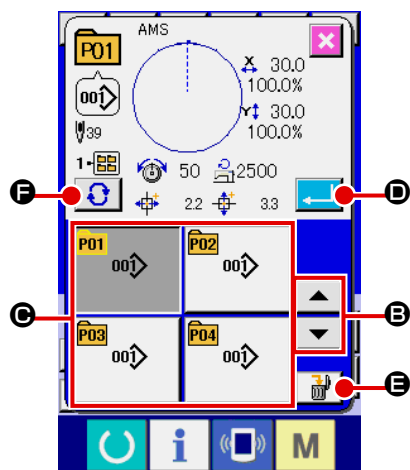 AMS
P01
X 30.0
100.0%
001
Y 30.0
100.0%
39
1-
50 2500
F
D
2.2 3.3
P01
001
P02
001
C
B
P03
001
P04
001
E
i
M